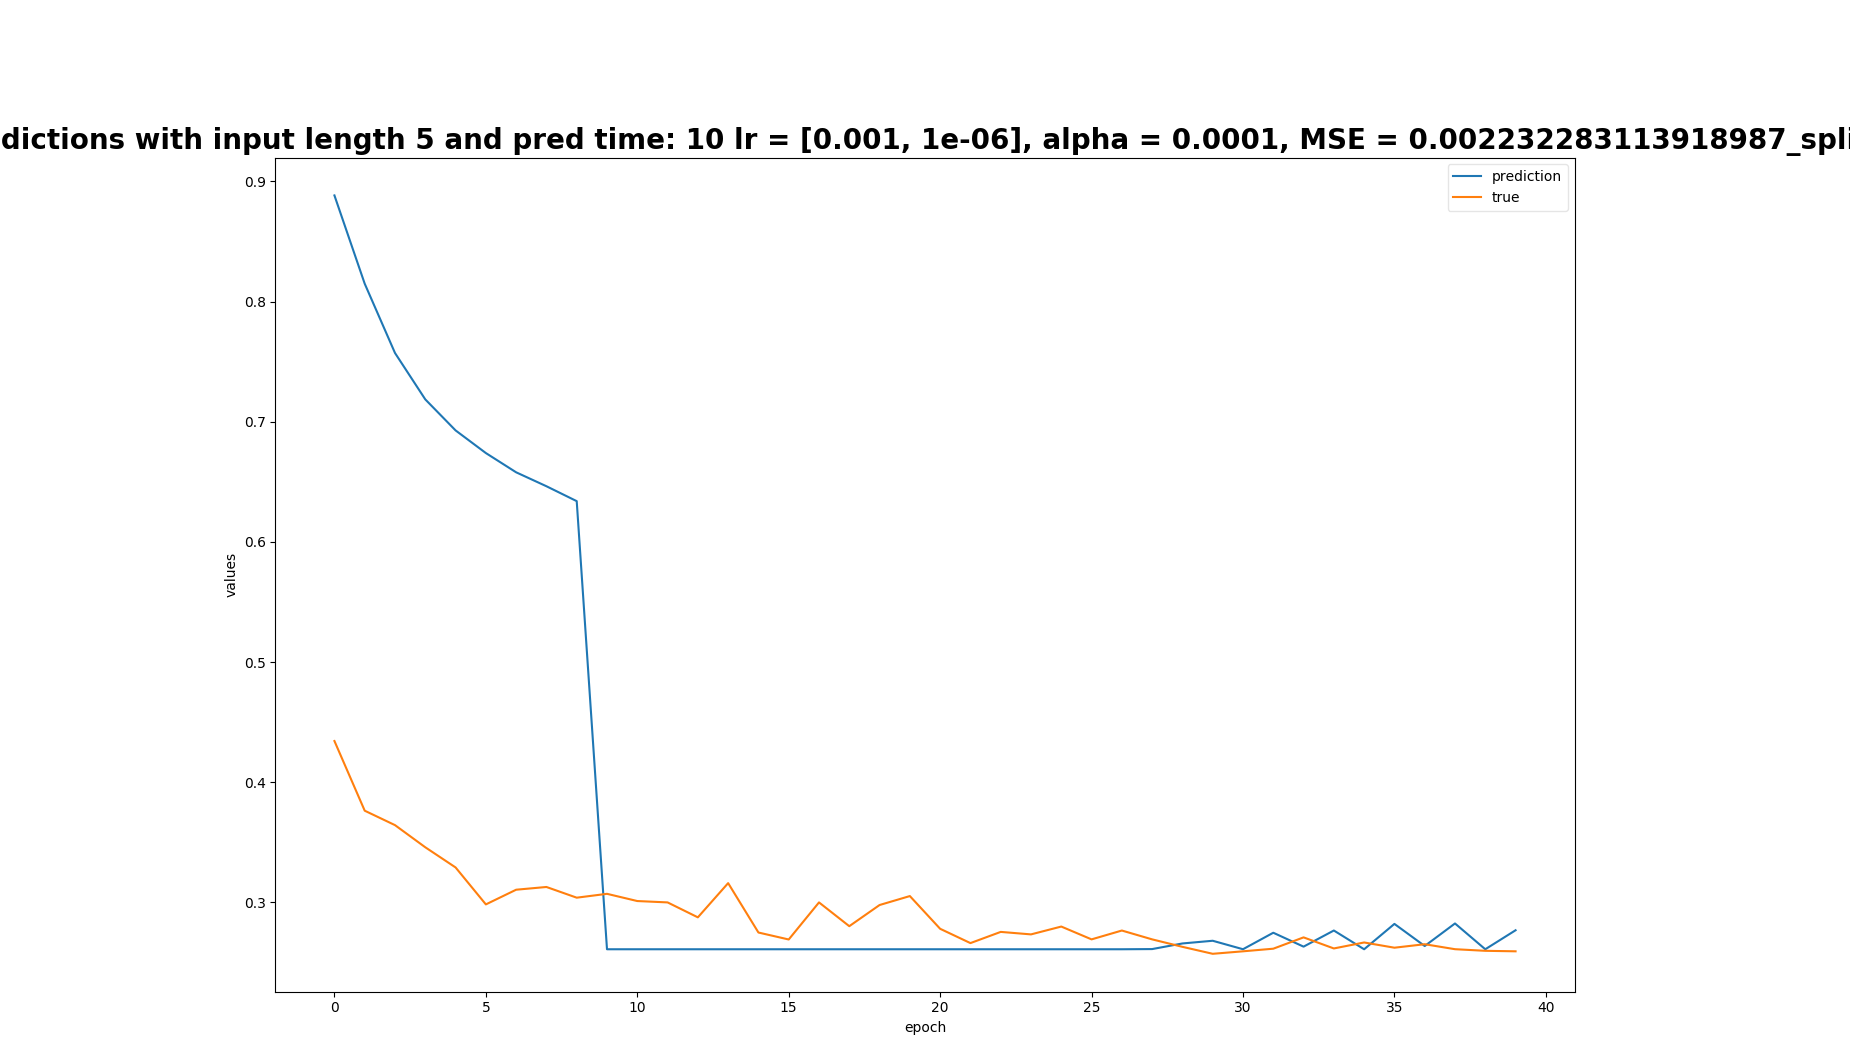 dictions with input length 5 and pred time: 10 lr = [0.001, 1e-06], alpha = 0.0001, MSE = 0.002232283113918987_spli
prediction
true
0.9
0.8
0.7
0.6
0.5
0.4
0.3
values
0 5 10 15 20 25 30 35 40
epoch